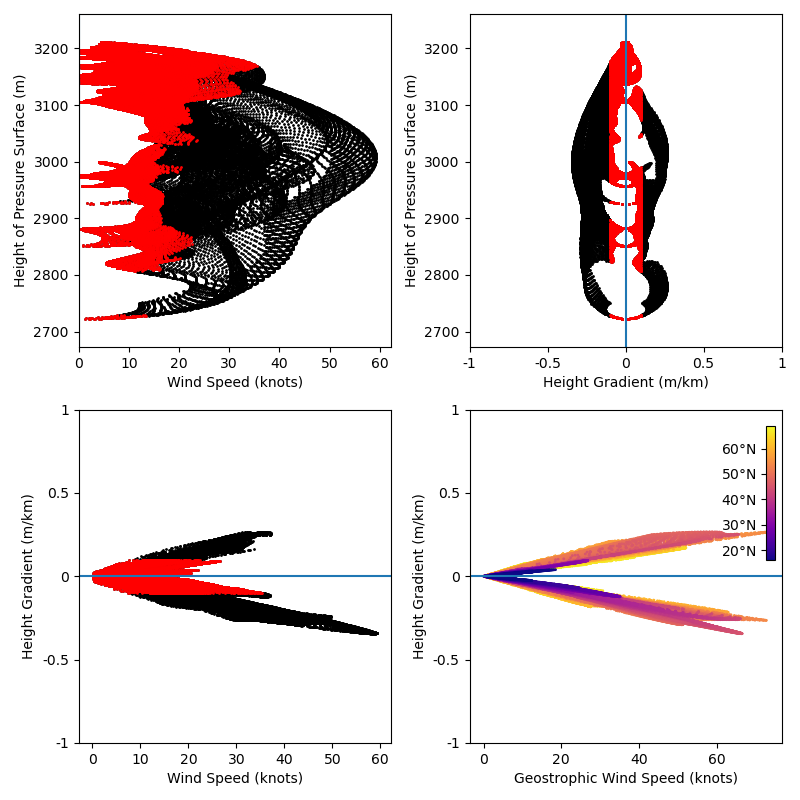 3200
3100
3000
2900
2800
2700
Height of Pressure Surface (m)
0 10 20 30 40 50 60
Wind Speed (knots)
3200
3100
3000
2900
2800
2700
Height of Pressure Surface (m)
-1 -0.5 0 0.5 1
Height Gradient (m/km)
1
0.5
0
-0.5
-1
Height Gradient (m/km)
0 10 20 30 40 50 60
Wind Speed (knots)
1
0.5
0
-0.5
-1
Height Gradient (m/km)
60°N
50°N
40°N
30°N
20°N
0 20 40 60
Geostrophic Wind Speed (knots)